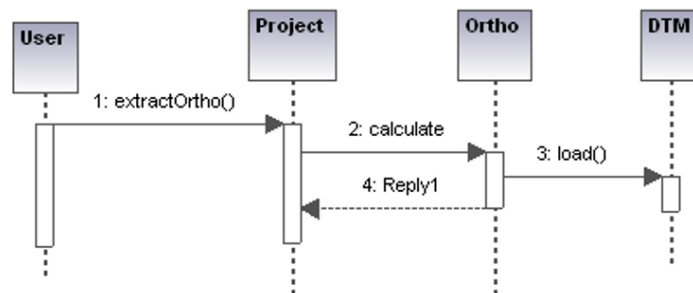 User
Project
Ortho
DTM
1: extractOrtho()
2: calculate
3: load()
4: Reply1